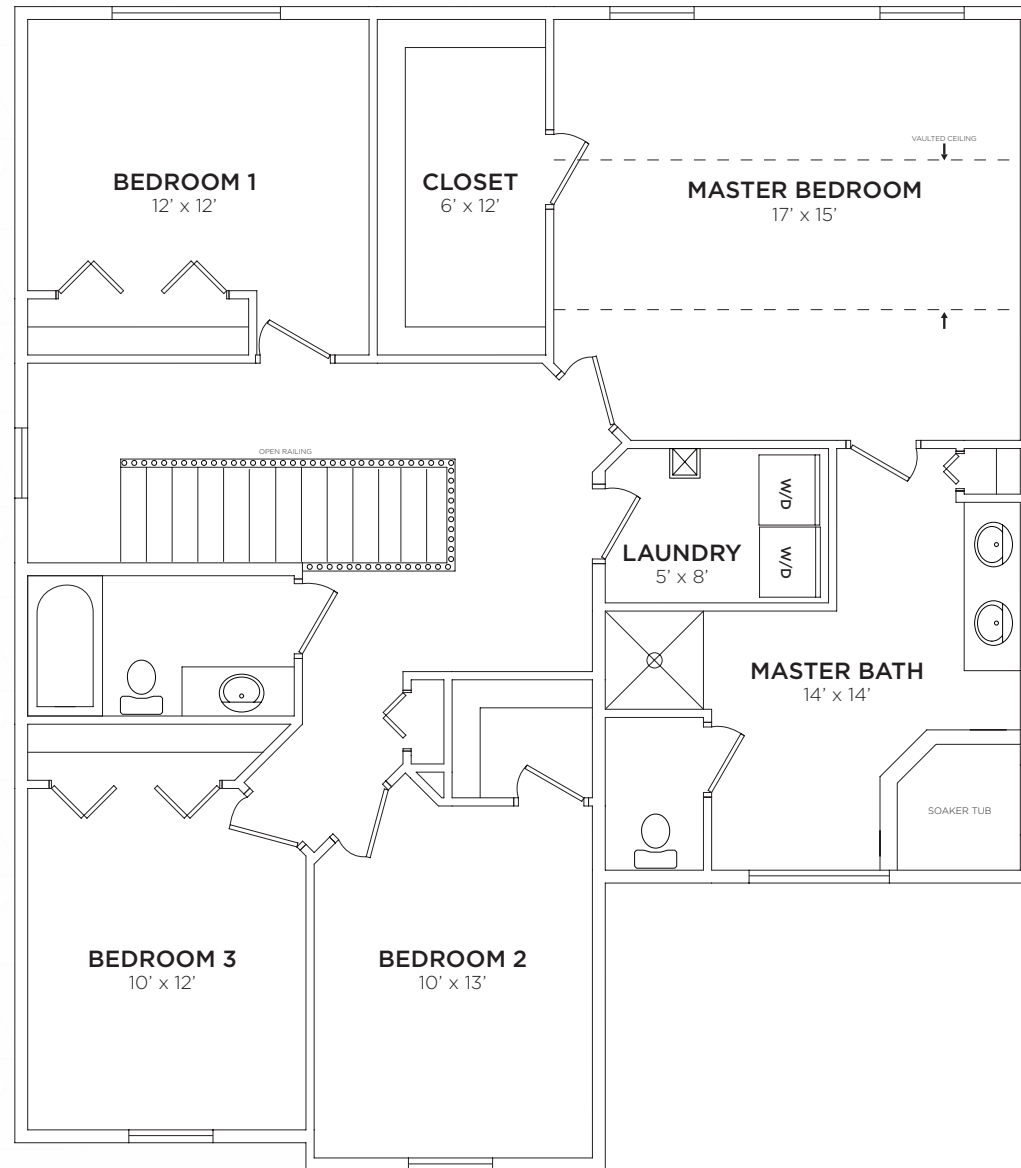 BEDROOM 1
12’ x 12’
CLOSET
6’ x 12’
VAULTED CEILING
MASTER BEDROOM
17’ x 15’
OPEN RAILING
W/D
W/D
LAUNDRY
5’ x 8’
MASTER BATH
14’ x 14’
SOAKER TUB
BEDROOM 3
10’ x 12’
BEDROOM 2
10’ x 13’